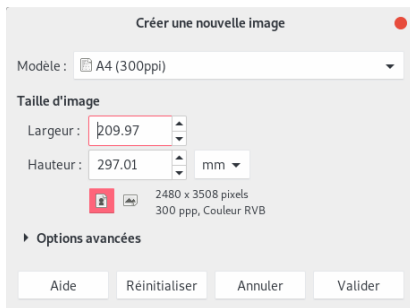 Créer une nouvelle image
Modèle : A4 (300ppi)
Taille d'image
Largeur : 209.97
Hauteur : 297.01 mm
2480 x 3508 pixels
300 ppp, Couleur RVB
Options avancées
Aide Réinitialiser Annuler Valider